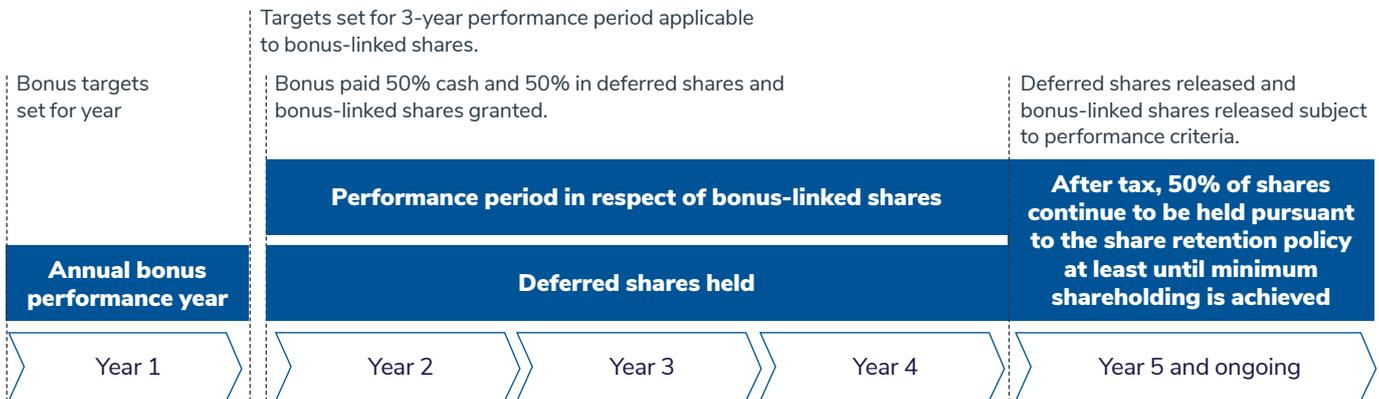 Targets set for 3-year performance period applicable
to bonus-linked shares.
Bonus targets
set for year
Bonus paid 50% cash and 50% in deferred shares and
bonus-linked shares granted.
Deferred shares released and
bonus-linked shares released subject
to performance criteria.
Performance period in respect of bonus-linked shares
After tax, 50% of shares
continue to be held pursuant
to the share retention policy
at least until minimum
shareholding is achieved
Annual bonus
performance year
Deferred shares held
Year 1
Year 2
Year 3
Year 4
Year 5 and ongoing